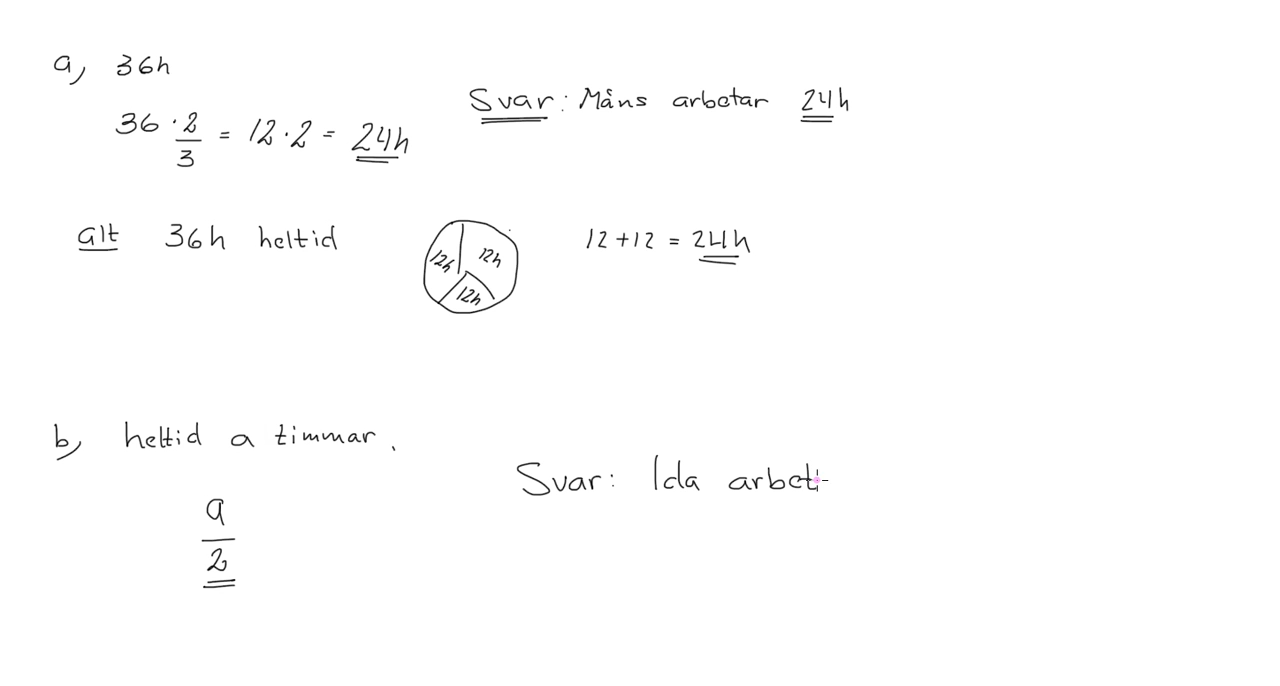 a) 36h
36 · 2/3 = 12 · 2 = 24h
Svar: Måns arbetar 24h
alt 36h heltid
12h 12h
12h
12 + 12 = 24h
b) heltid a timmar.
a/2
Svar: Ida arbet